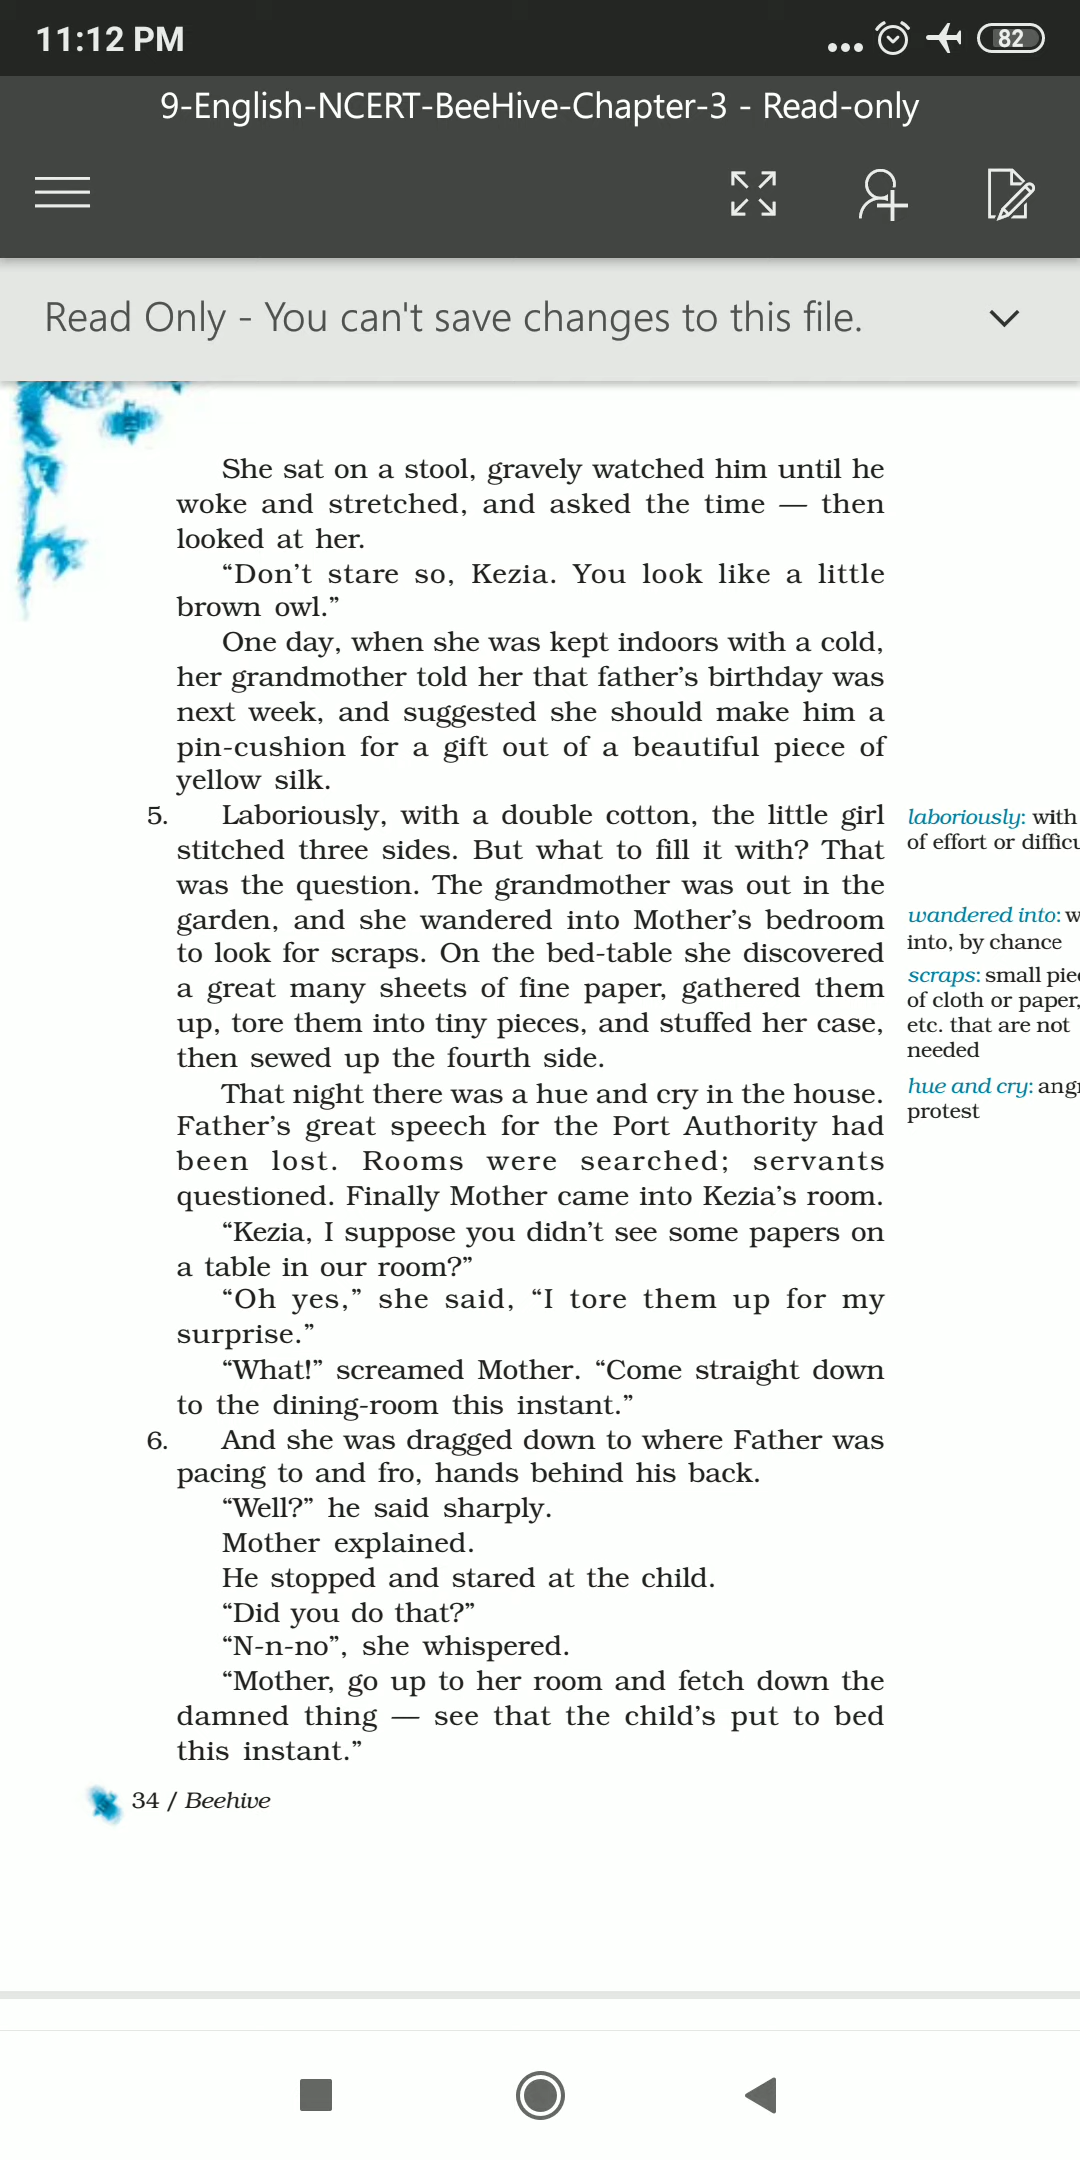 11:12 PM
82
9-English-NCERT-BeeHive-Chapter-3 - Read-only
Read Only - You can't save changes to this file.
She sat on a stool, gravely watched him until he
woke and stretched, and asked the time — then
looked at her.
“Don’t stare so, Kezia. You look like a little
brown owl.”
One day, when she was kept indoors with a cold,
her grandmother told her that father’s birthday was
next week, and suggested she should make him a
pin-cushion for a gift out of a beautiful piece of
yellow silk.
5. Laboriously, with a double cotton, the little girl
stitched three sides. But what to fill it with? That
was the question. The grandmother was out in the
garden, and she wandered into Mother’s bedroom
to look for scraps. On the bed-table she discovered
a great many sheets of fine paper, gathered them
up, tore them into tiny pieces, and stuffed her case,
then sewed up the fourth side.
That night there was a hue and cry in the house.
Father’s great speech for the Port Authority had
been lost. Rooms were searched; servants
questioned. Finally Mother came into Kezia’s room.
“Kezia, I suppose you didn’t see some papers on
a table in our room?”
“Oh yes,” she said, “I tore them up for my
surprise.”
“What!” screamed Mother. “Come straight down
to the dining-room this instant.”
6. And she was dragged down to where Father was
pacing to and fro, hands behind his back.
“Well?” he said sharply.
Mother explained.
He stopped and stared at the child.
“Did you do that?”
“N-n-no”, she whispered.
“Mother, go up to her room and fetch down the
damned thing — see that the child’s put to bed
this instant.”
laboriously: with
of effort or
wandered into:
into, by chance
scraps: small
of cloth or paper,
etc. that are not
needed
hue and cry:
protest
34 / Beehive